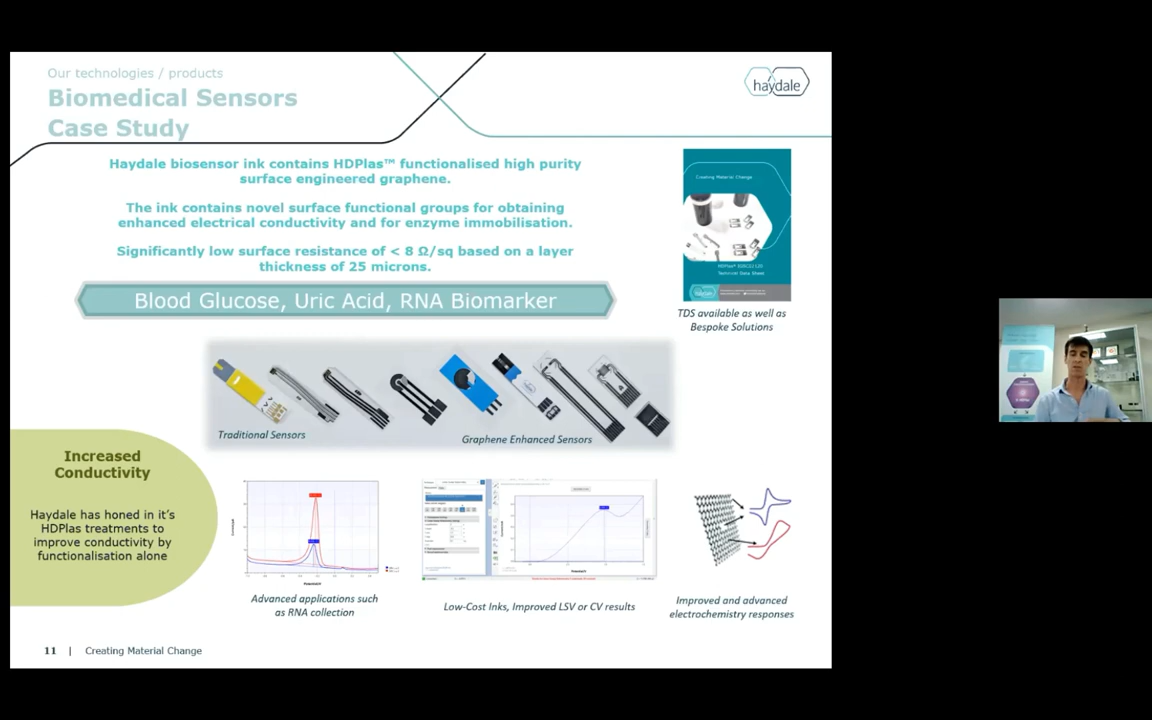 Our technologies / products
Biomedical Sensors
Case Study
haydale
Haydale biosensor ink contains HDPlas™ functionalised high purity
surface engineered graphene.
The ink contains novel surface functional groups for obtaining
enhanced electrical conductivity and for enzyme immobilisation.
Significantly low surface resistance of < 8 Ω/sq based on a layer
thickness of 25 microns.
Blood Glucose, Uric Acid, RNA Biomarker
Creating Material Change
Technical Data Sheet
haydale
TDS available as well as
Bespoke Solutions
Traditional Sensors
Graphene Enhanced Sensors
Increased
Conductivity
Haydale has honed in it's
HDPlas treatments to
improve conductivity by
functionalisation alone
Advanced applications such
as RNA collection
Low-Cost Inks, Improved LSV or CV results
Improved and advanced
electrochemistry responses
11 | Creating Material Change